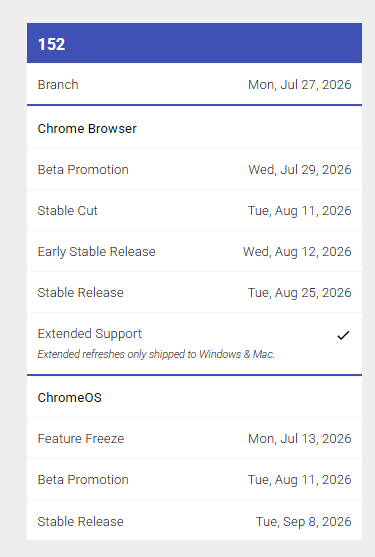 152
Branch Mon, Jul 27, 2026
Chrome Browser
Beta Promotion Wed, Jul 29, 2026
Stable Cut Tue, Aug 11, 2026
Early Stable Release Wed, Aug 12, 2026
Stable Release Tue, Aug 25, 2026
Extended Support
Extended refreshes only shipped to Windows & Mac.
ChromeOS
Feature Freeze Mon, Jul 13, 2026
Beta Promotion Tue, Aug 11, 2026
Stable Release Tue, Sep 8, 2026